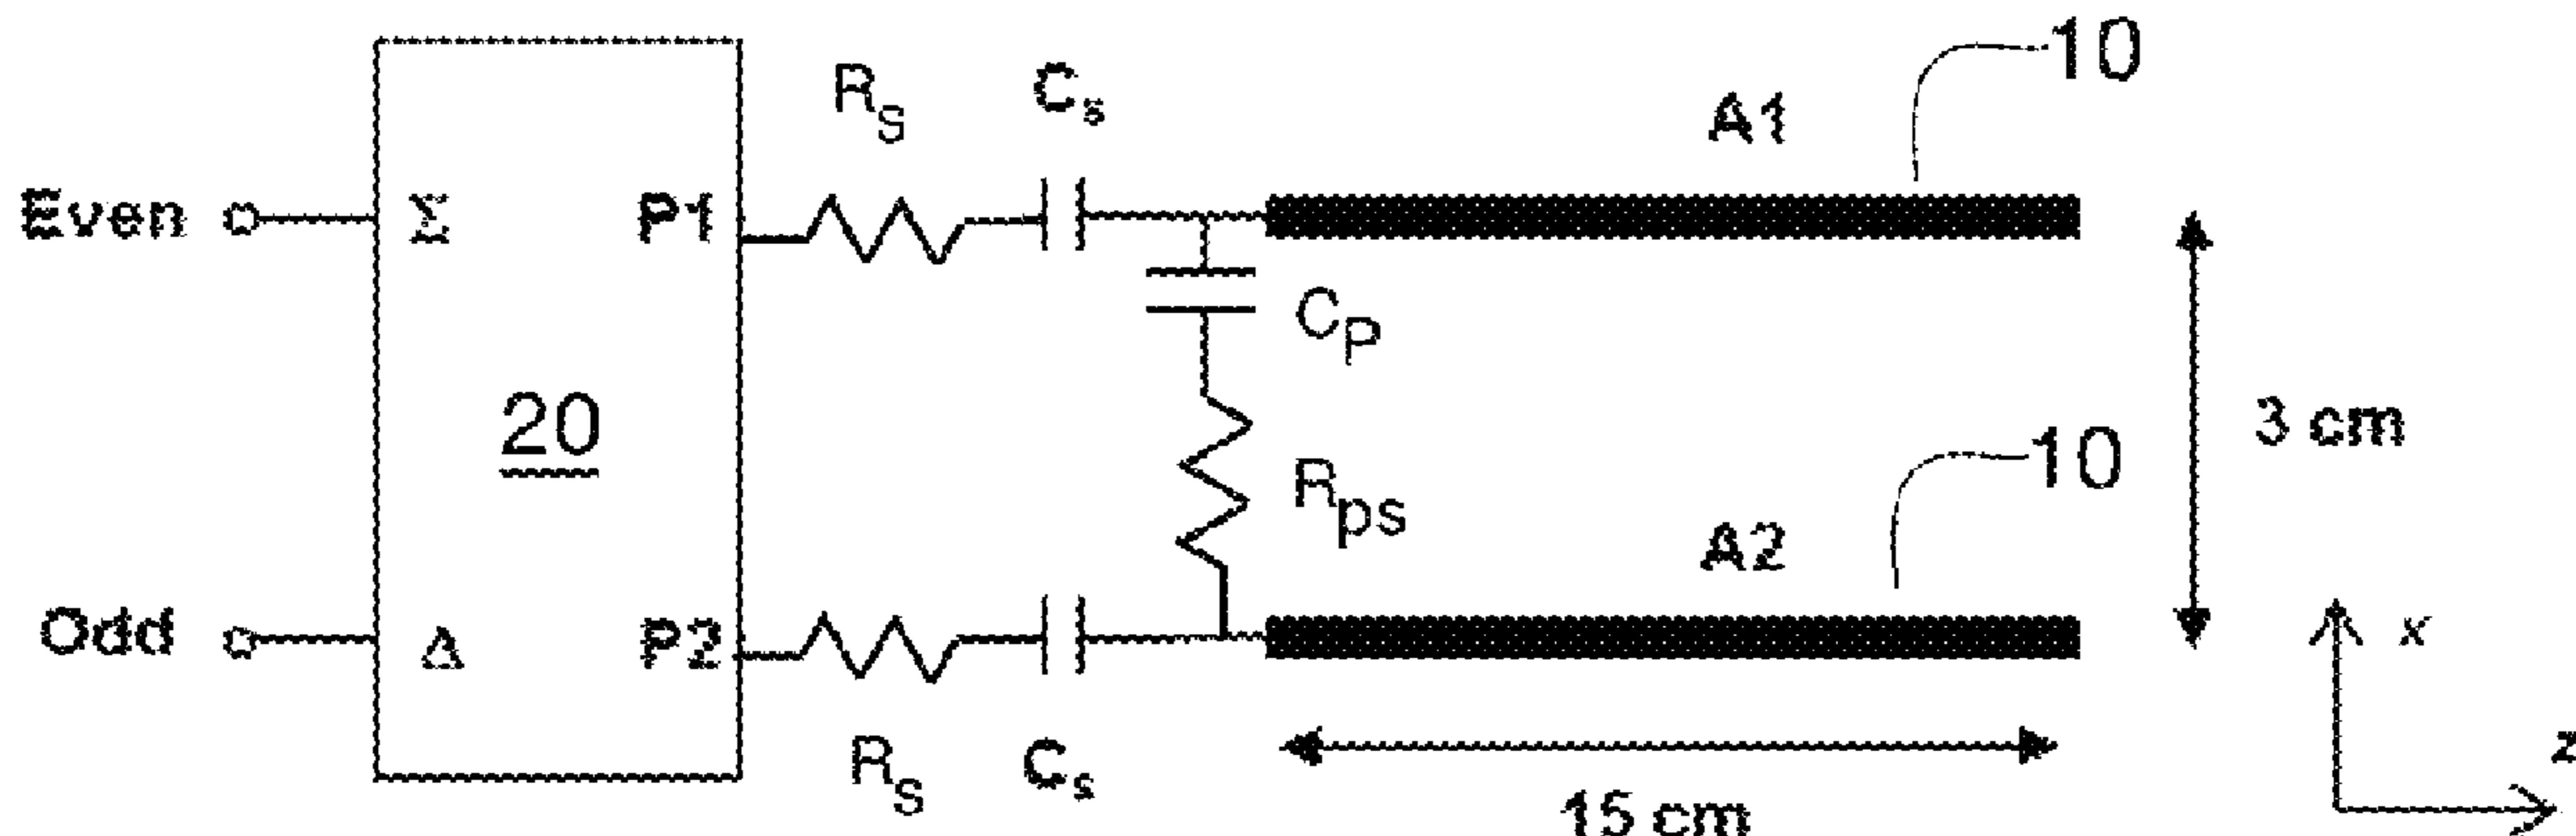 10
R_S
C_s
A1
Even
Σ
P1
C_P
20
3 cm
10
R_ps
A2
Odd
Δ
P2
x
R_S
C_s
15 cm
z